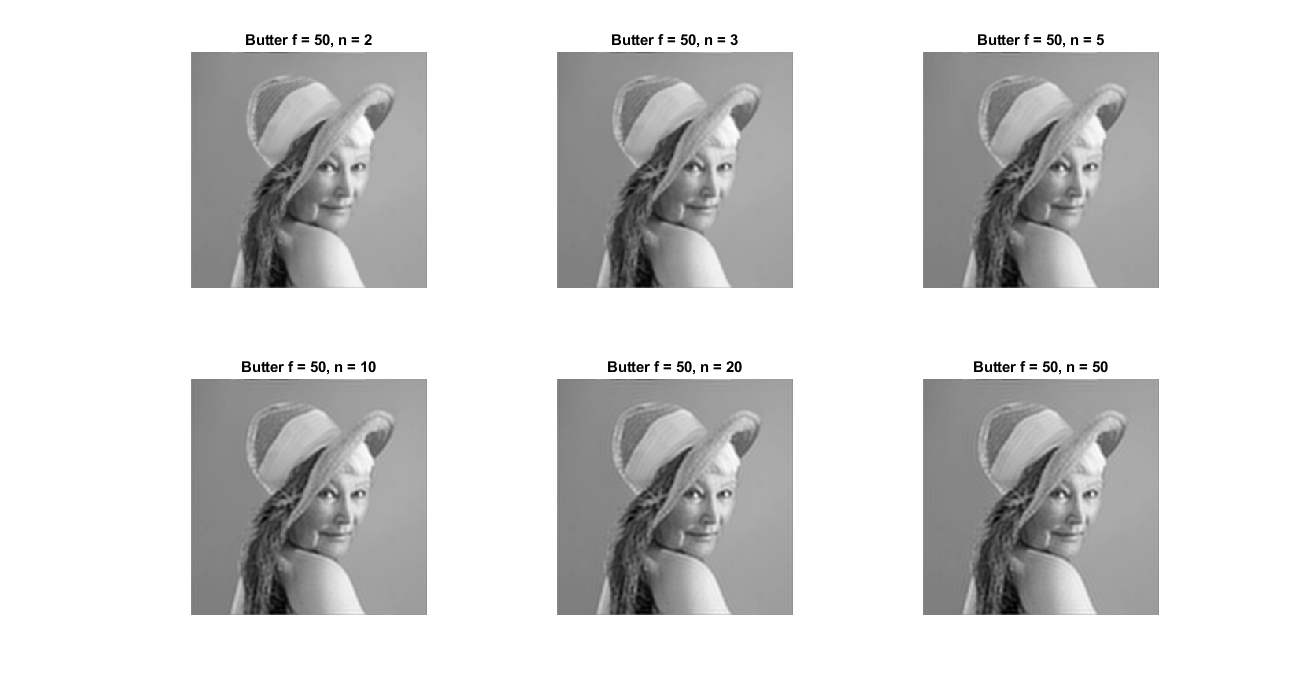 Butter f = 50, n = 2
Butter f = 50, n = 3
Butter f = 50, n = 5
Butter f = 50, n = 10
Butter f = 50, n = 20
Butter f = 50, n = 50